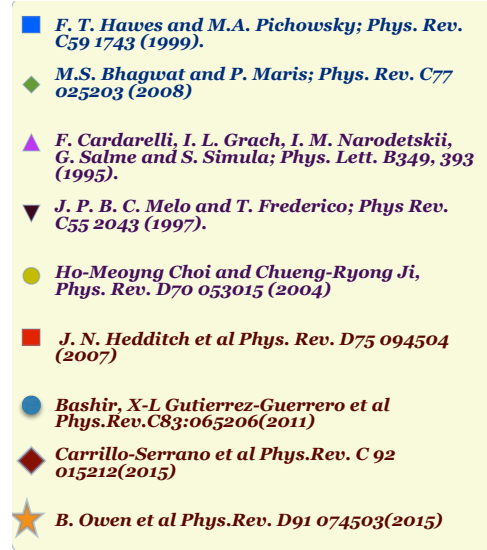 F. T. Hawes and M.A. Pichowsky; Phys. Rev.
C59 1743 (1999).
M.S. Bhagwat and P. Maris; Phys. Rev. C77
025203 (2008)
F. Cardarelli, I. L. Grach, I. M. Narodetskii,
G. Salme and S. Simula; Phys. Lett. B349, 393
(1995).
J. P. B. C. Melo and T. Frederico; Phys Rev.
C55 2043 (1997).
Ho-Meoyng Choi and Chueng-Ryong Ji,
Phys. Rev. D70 053015 (2004)
J. N. Hedditch et al Phys. Rev. D75 094504
(2007)
Bashir, X-L Gutierrez-Guerrero et al
Phys.Rev.C83:065206(2011)
Carrillo-Serrano et al Phys.Rev. C 92
015212(2015)
B. Owen et al Phys.Rev. D91 074503(2015)